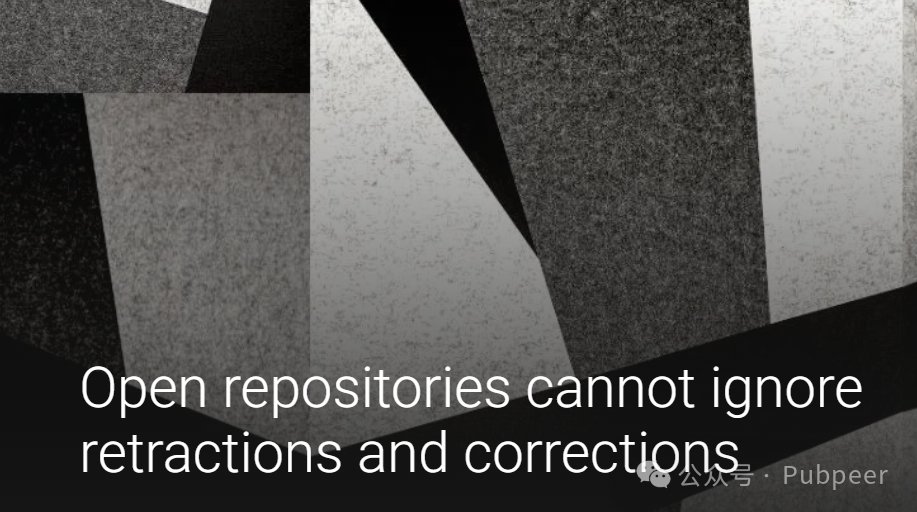 Open repositories cannot ignore
retractions and corrections
公众号 · Pubpeer